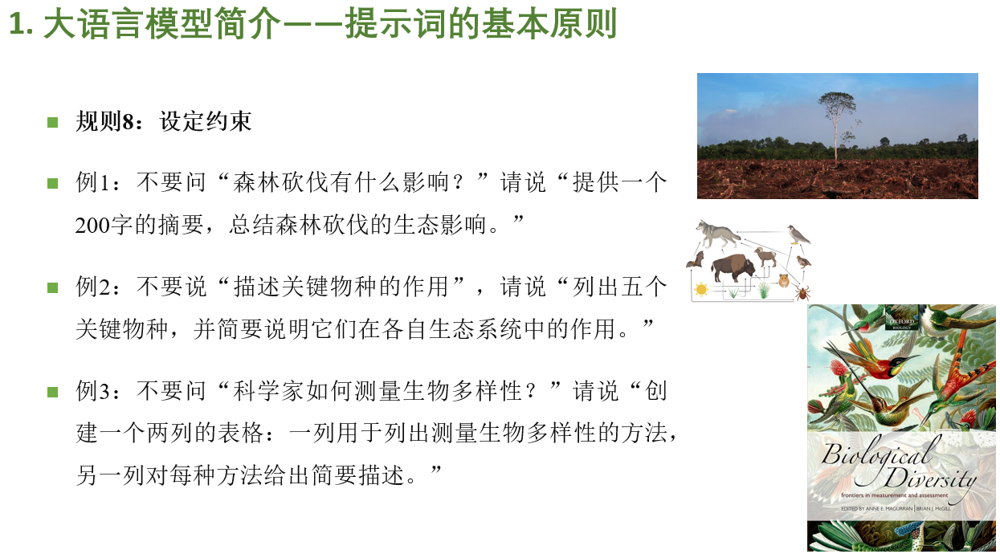 1. 大语言模型简介——提示词的基本原则
规则8：设定约束
例1：不要问“森林砍伐有什么影响？”请说“提供一个
200字的摘要，总结森林砍伐的生态影响。”
例2：不要说“描述关键物种的作用”，请说“列出五个
关键物种，并简要说明它们在各自生态系统中的作用。”
例3：不要问“科学家如何测量生物多样性？”请说“创
建一个两列的表格：一列用于列出测量生物多样性的方法，
另一列对每种方法给出简要描述。”
OXFORD
BIOLOGY
Biological
Diversity
frontiers in measurement and assessment
EDITED BY ANNE E. MAGURRAN | BRIAN J. McGILL